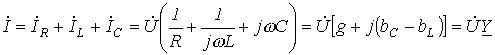 İ = İ_R + İ_L + İ_C = U̇(1/R + 1/jωL + jωC) = U̇[g + j(b_C − b_L)] = U̇Y̲